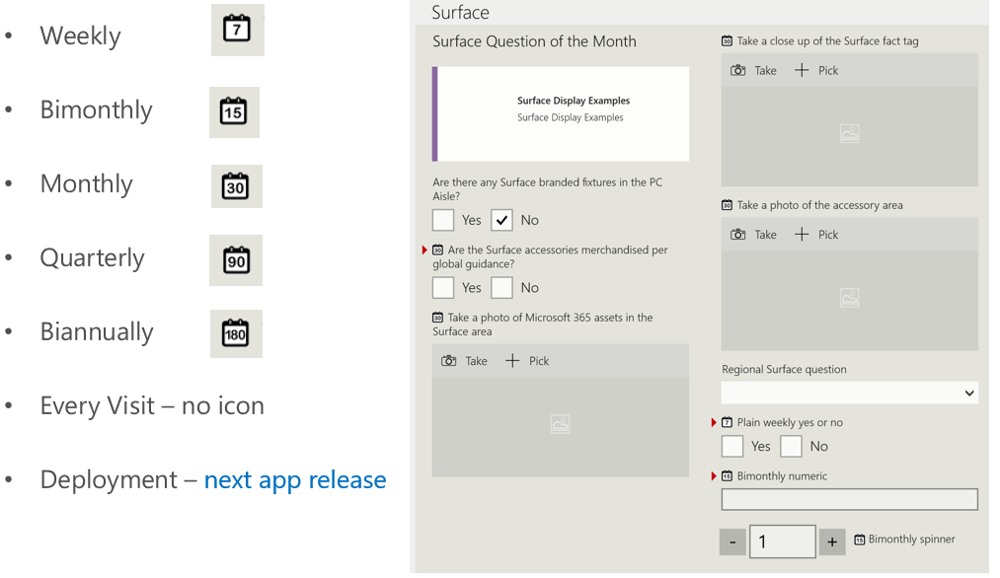 • Weekly
7
• Bimonthly
15
• Monthly
30
• Quarterly
90
• Biannually
180
• Every Visit – no icon
• Deployment – next app release
Surface
Surface Question of the Month
Surface Display Examples
Surface Display Examples
Are there any Surface branded fixtures in the PC
Aisle?
Yes No
30 Are the Surface accessories merchandised per
global guidance?
Yes No
30 Take a photo of Microsoft 365 assets in the
Surface area
Take Pick
30 Take a close up of the Surface fact tag
Take Pick
30 Take a photo of the accessory area
Take Pick
Regional Surface question
7 Plain weekly yes or no
Yes No
15 Bimonthly numeric
- 1 + 15 Bimonthly spinner